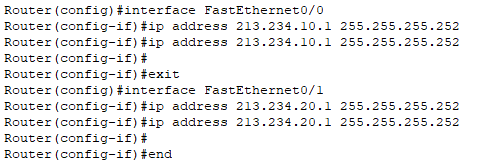 Router(config)#interface FastEthernet0/0
Router(config-if)#ip address 213.234.10.1 255.255.255.252
Router(config-if)#ip address 213.234.10.1 255.255.255.252
Router(config-if)#
Router(config-if)#exit
Router(config)#interface FastEthernet0/1
Router(config-if)#ip address 213.234.20.1 255.255.255.252
Router(config-if)#ip address 213.234.20.1 255.255.255.252
Router(config-if)#
Router(config-if)#end